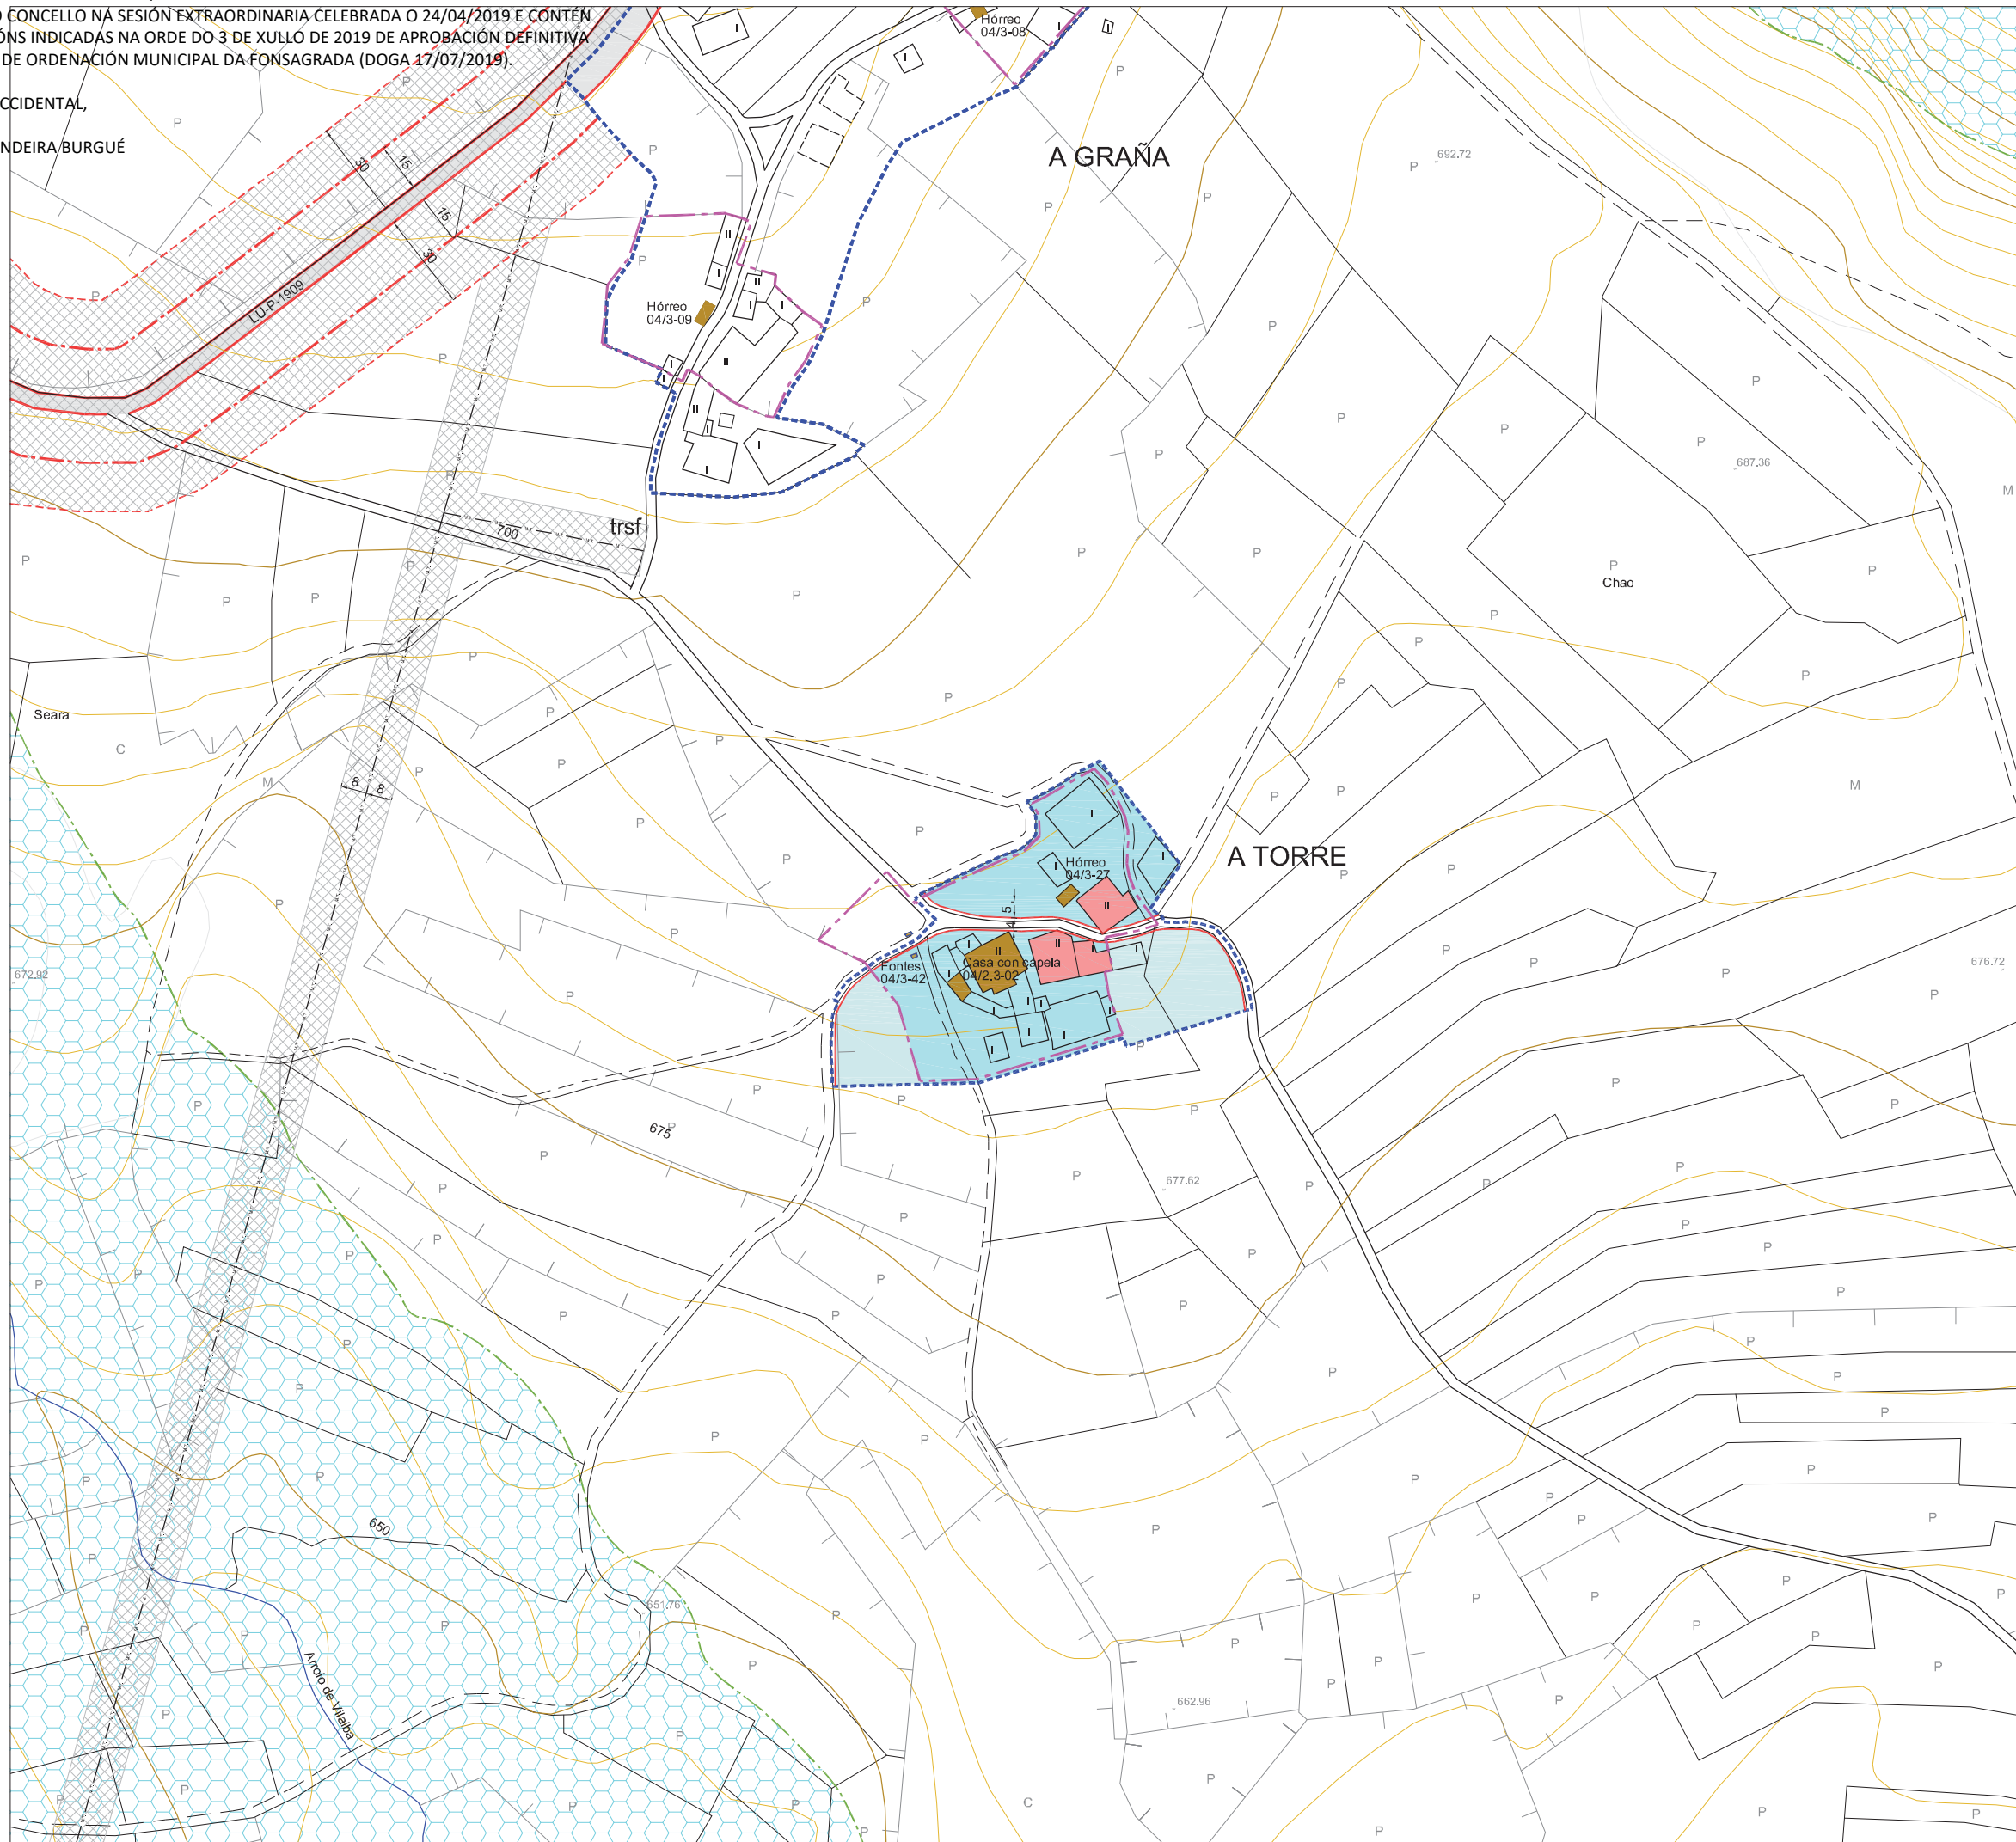 O CONCELLO NA SESIÓN EXTRAORDINARIA CELEBRADA O 24/04/2019 E CONTÉN
ÓNS INDICADAS NA ORDE DO 3 DE XULLO DE 2019 DE APROBACIÓN DEFINITIVA
DE ORDENACIÓN MUNICIPAL DA FONSAGRADA (DOGA 17/07/2019).
CCIDENTAL,
NDEIRA BURGUÉ
Hórreo
04/3-08
A GRAÑA
692.72
30
15
15
30
LU-P-1909
Hórreo
04/3-09
687.36
700
trsf
Chao
Seara
8
8
A TORRE
Hórreo
04/3-27
4.5
Casa con capela
04/2.3-02
Fontes
04/3-42
672.92
676.72
675
677.62
650
651.76
Arroio de Vilalba
662.96